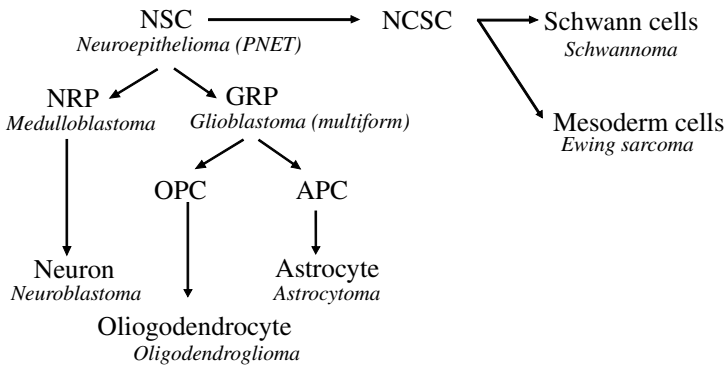 NSC
Neuroepithelioma (PNET)
NCSC
Schwann cells
Schwannoma
NRP
Medulloblastoma
GRP
Glioblastoma (multiform)
Mesoderm cells
Ewing sarcoma
OPC
APC
Neuron
Neuroblastoma
Astrocyte
Astrocytoma
Oliogodendrocyte
Oligodendroglioma